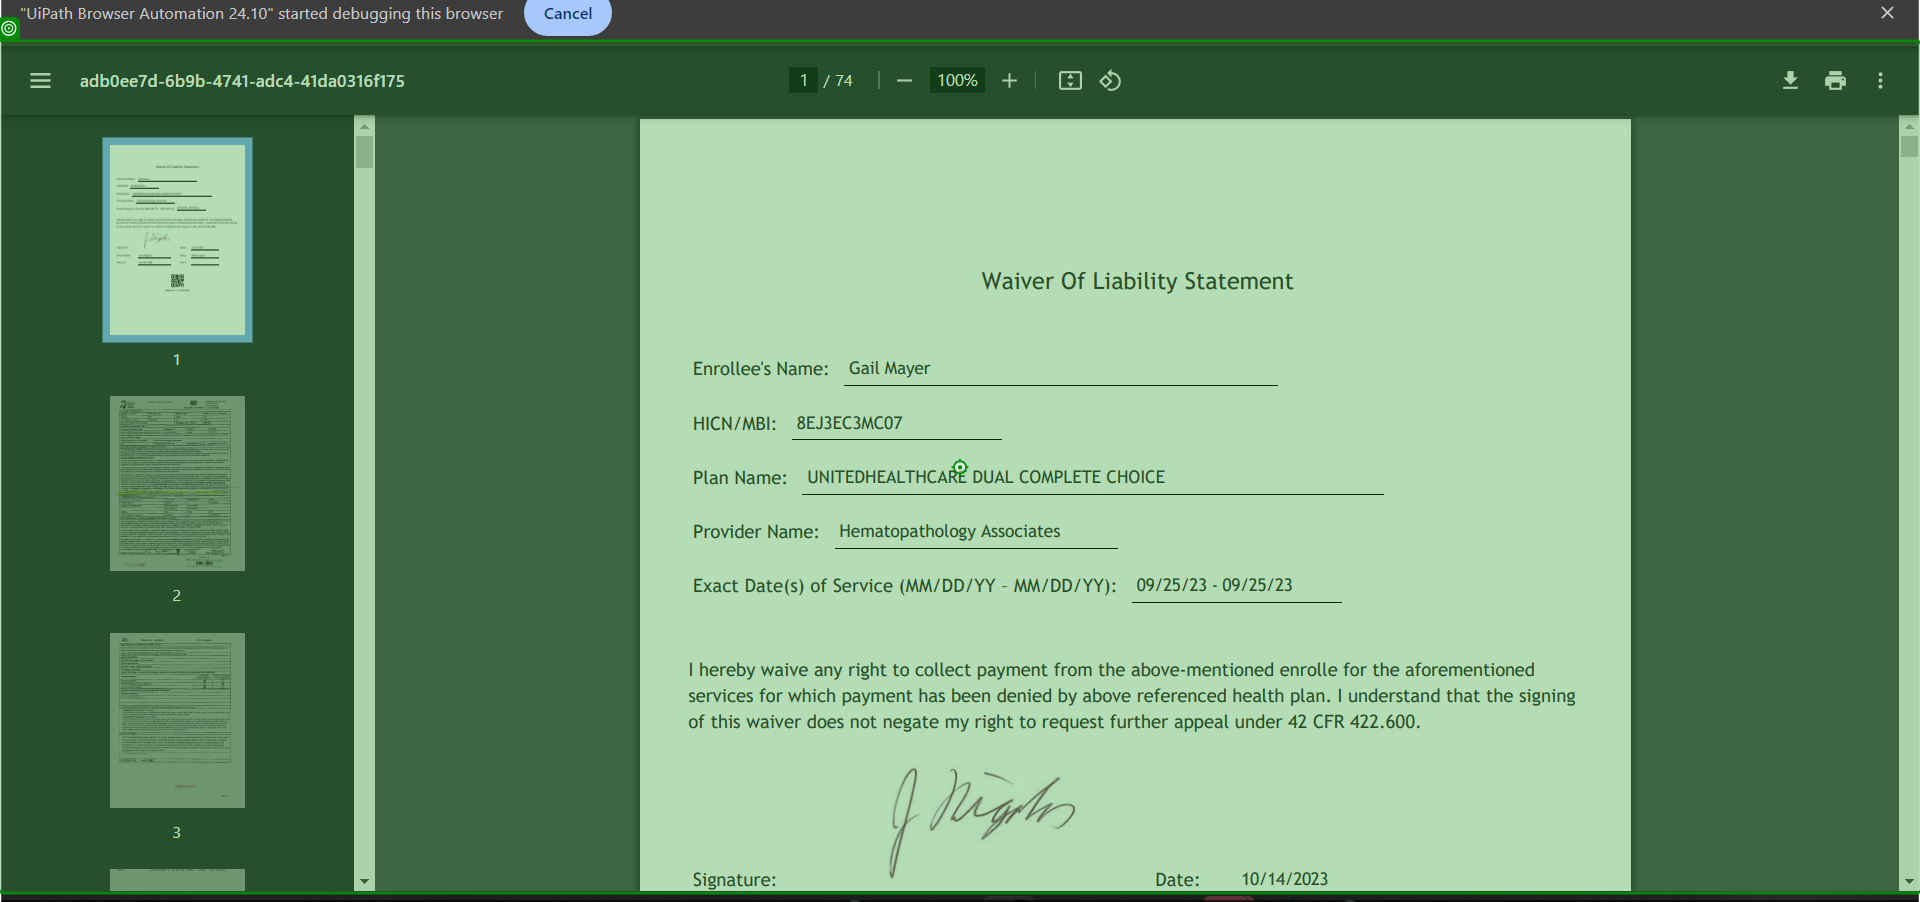 "UiPath Browser Automation 24.10" started debugging this browser
Cancel
adb0ee7d-6b9b-4741-adc4-41da0316f175
1 / 74
100%
1
2
3
Waiver Of Liability Statement
Enrollee's Name: Gail Mayer
HICN/MBI: 8EJ3EC3MC07
Plan Name: UNITEDHEALTHCARE DUAL COMPLETE CHOICE
Provider Name: Hematopathology Associates
Exact Date(s) of Service (MM/DD/YY – MM/DD/YY): 09/25/23 - 09/25/23
I hereby waive any right to collect payment from the above-mentioned enrolle for the aforementioned
services for which payment has been denied by above referenced health plan. I understand that the signing
of this waiver does not negate my right to request further appeal under 42 CFR 422.600.
Signature: Date: 10/14/2023